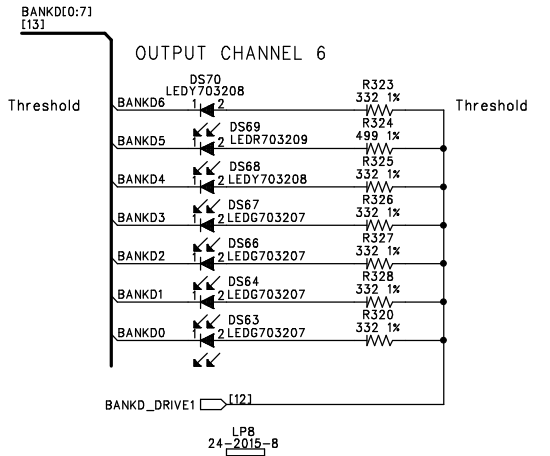 BANKD[0:7]
[13]
OUTPUT CHANNEL 6
Threshold
Threshold
DS70
LEDY703208
BANKD6 1 2
R323
332 1%
DS69
BANKD5 1 2 LEDR703209
R324
499 1%
DS68
BANKD4 1 2 LEDY703208
R325
332 1%
DS67
BANKD3 1 2 LEDG703207
R326
332 1%
DS66
BANKD2 1 2 LEDG703207
R327
332 1%
DS64
BANKD1 1 2 LEDG703207
R328
332 1%
DS63
BANKD0 1 2 LEDG703207
R320
332 1%
BANKD_DRIVE1 [12]
LP8
24-2015-8